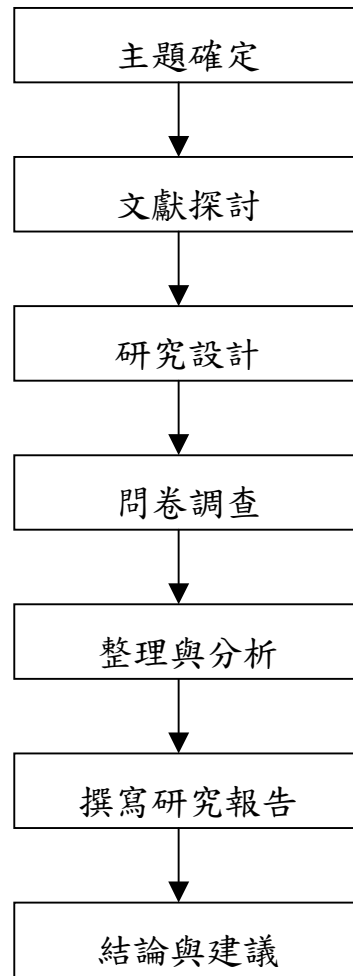 主題確定
文獻探討
研究設計
問卷調查
整理與分析
撰寫研究報告
結論與建議